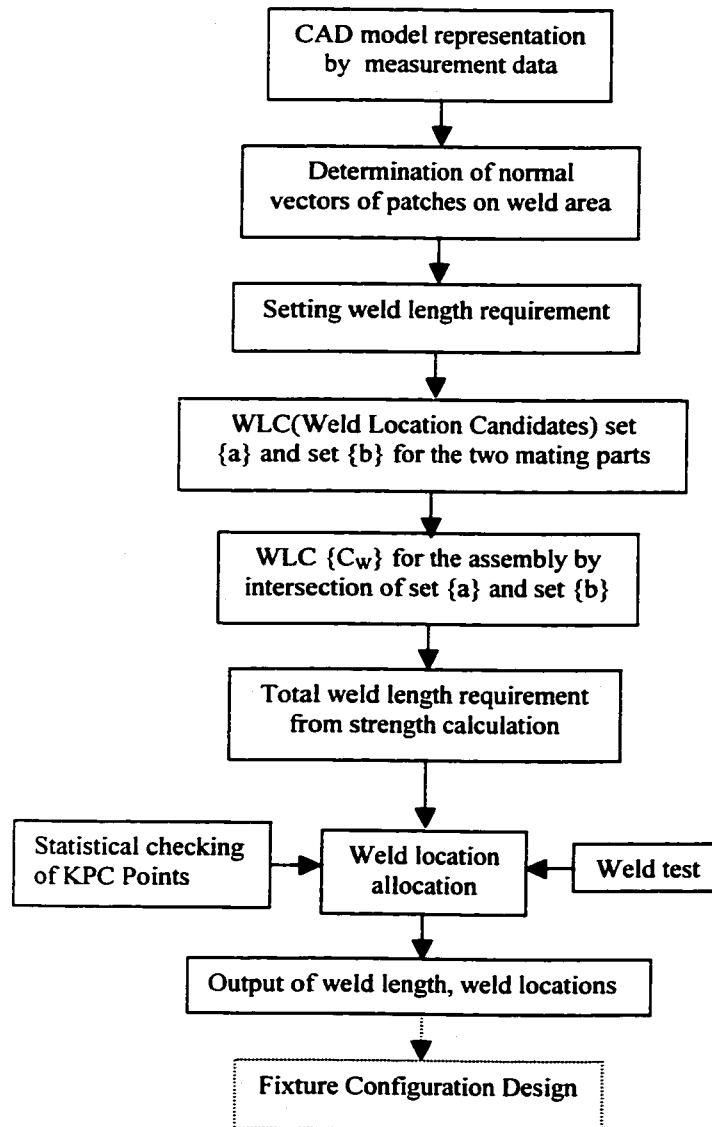 CAD model representation
by measurement data
Determination of normal
vectors of patches on weld area
Setting weld length requirement
WLC(Weld Location Candidates) set
{a} and set {b} for the two mating parts
WLC {CW} for the assembly by
intersection of set {a} and set {b}
Total weld length requirement
from strength calculation
Statistical checking
of KPC Points
Weld location
allocation
Weld test
Output of weld length, weld locations
Fixture Configuration Design